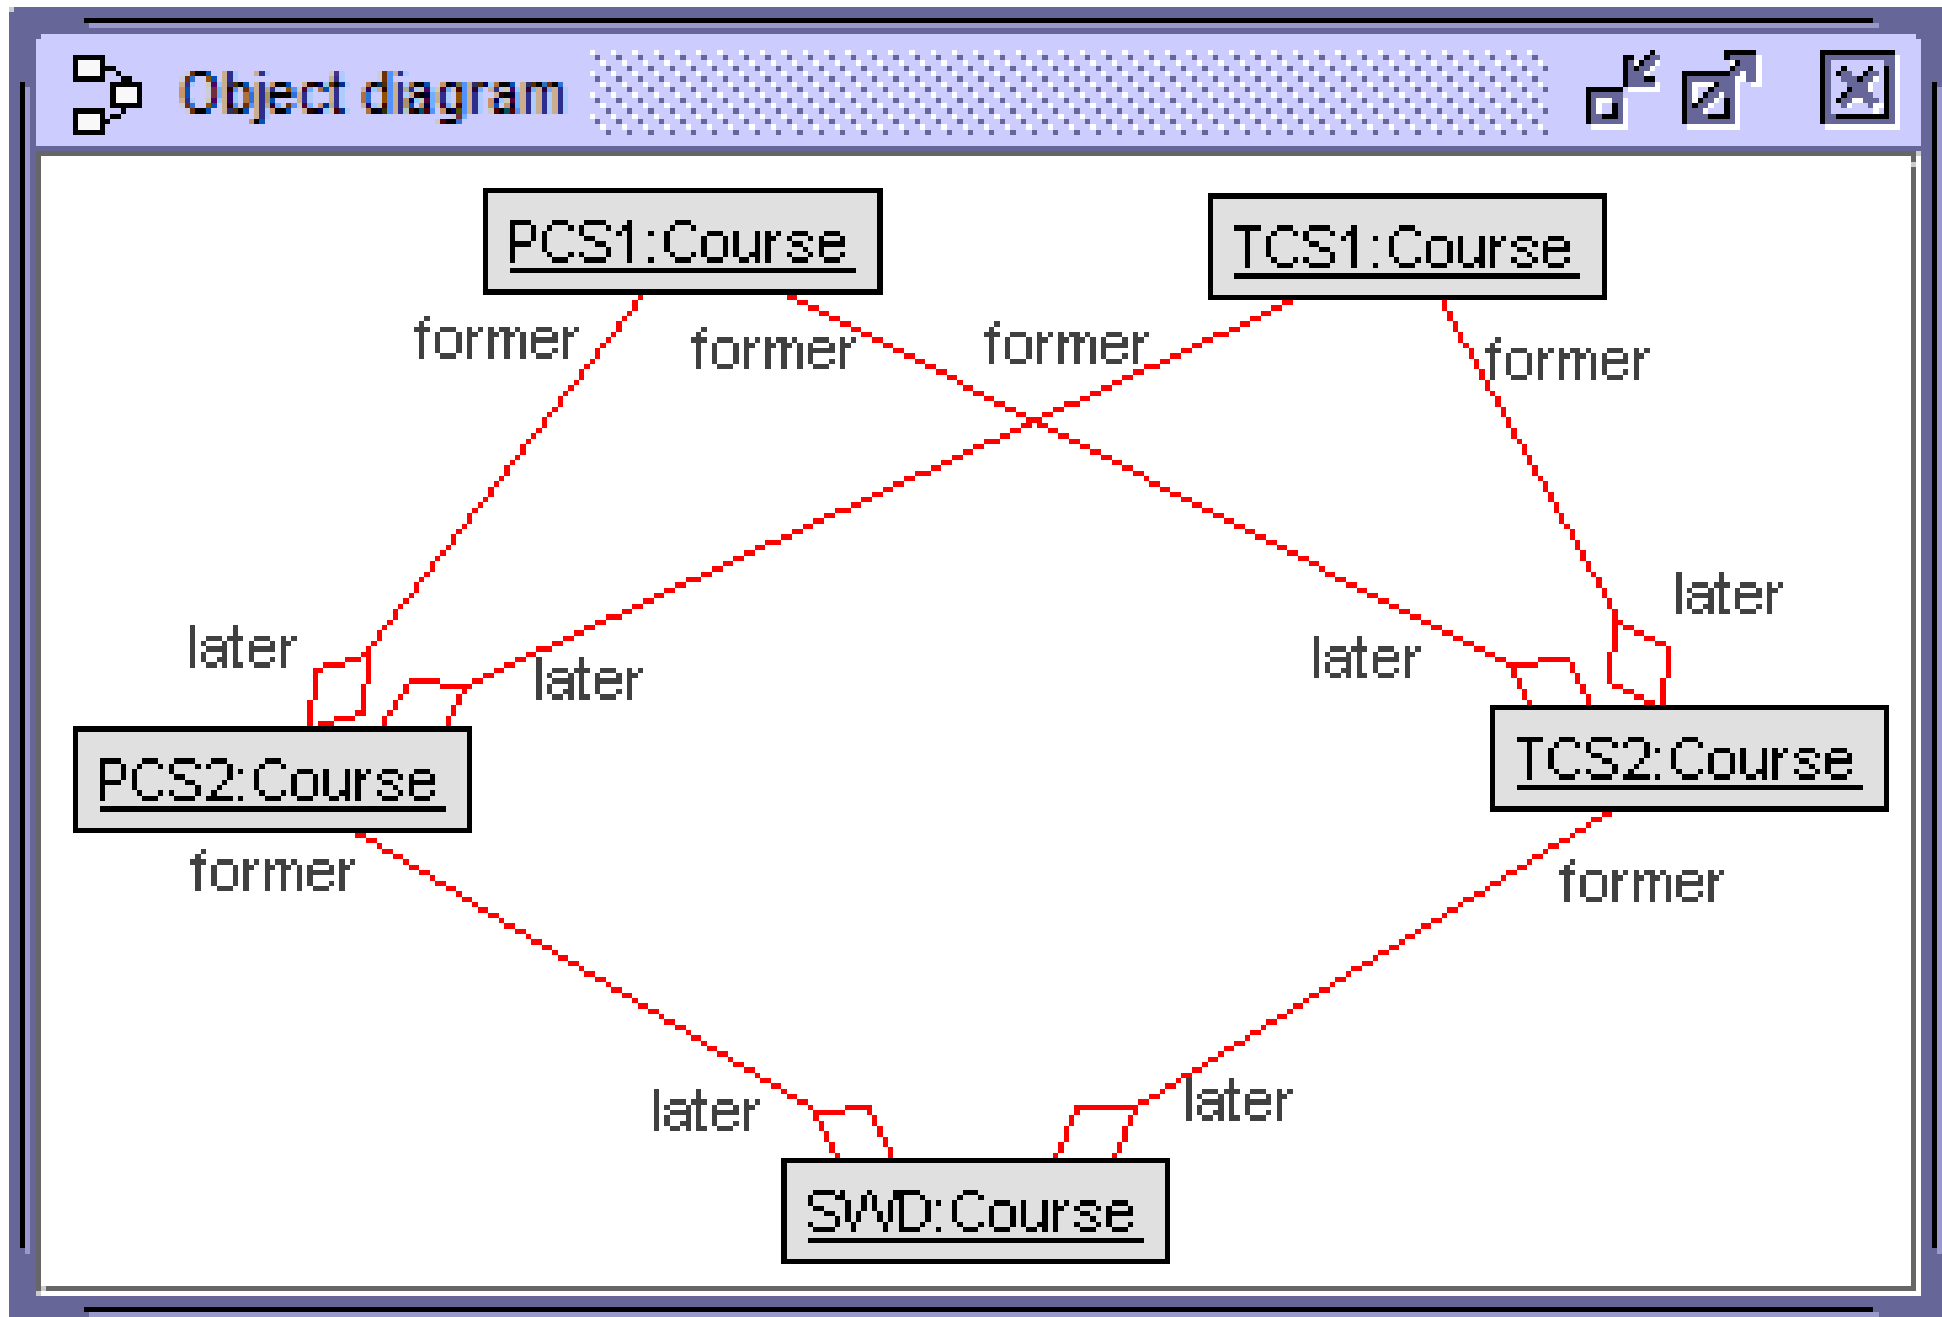 Object diagram
PCS1:Course
TCS1:Course
former
former
former
former
later
later
later
later
PCS2:Course
TCS2:Course
former
former
later
later
SWD:Course